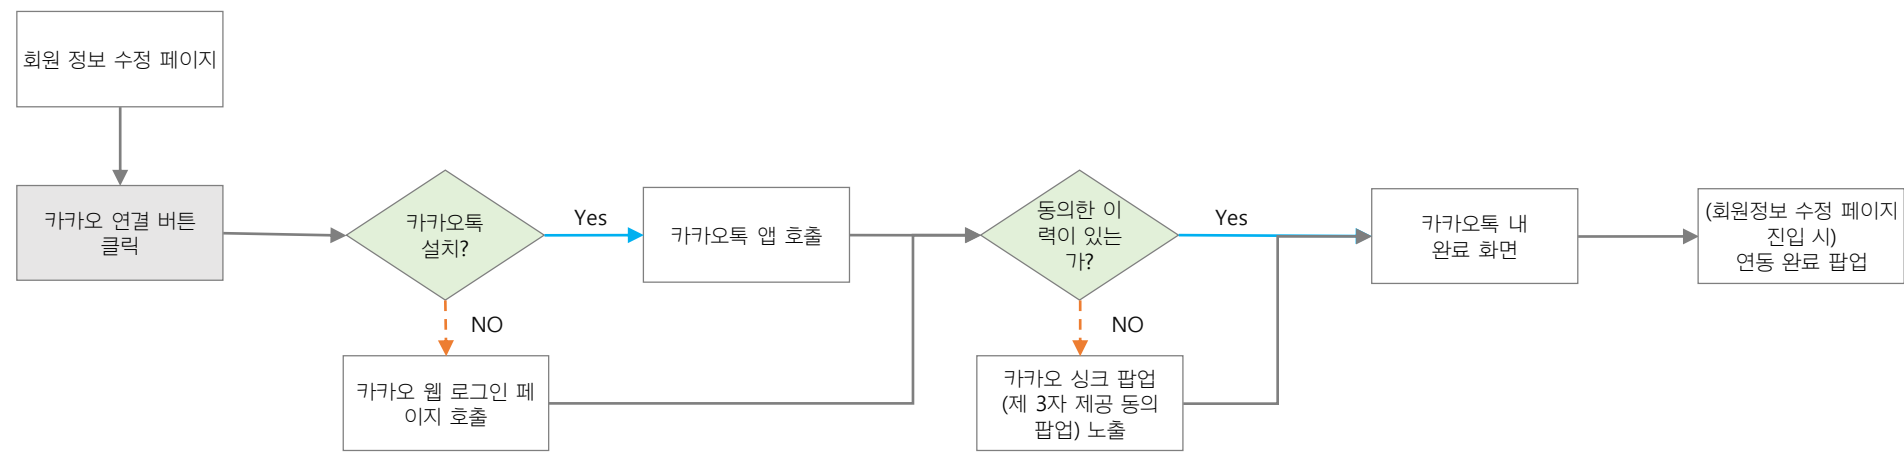 회원 정보 수정 페이지
카카오 연결 버튼
클릭
카카오톡
설치?
Yes
NO
카카오톡 앱 호출
카카오 웹 로그인 페
이지 호출
동의한 이
력이 있는
가?
Yes
NO
카카오 싱크 팝업
(제 3자 제공 동의
팝업) 노출
카카오톡 내
완료 화면
(회원정보 수정 페이지
진입 시)
연동 완료 팝업